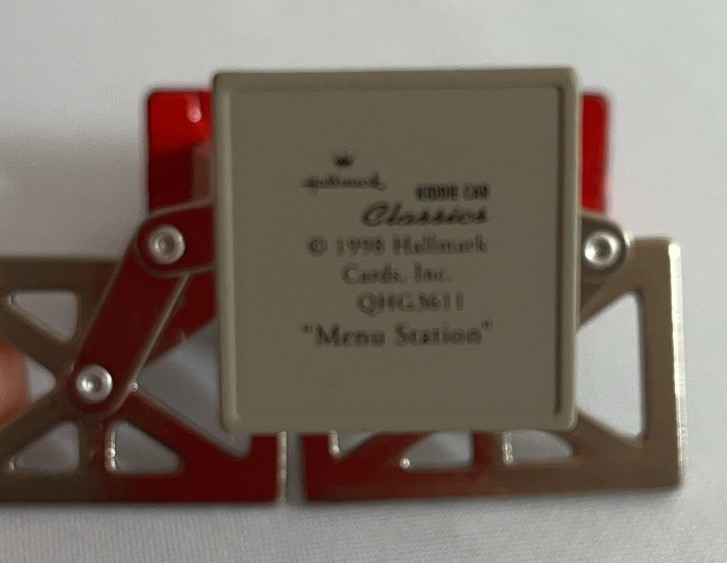 Hallmark
KIDDIE CAR
Classics
© 1998 Hallmark
Cards, Inc.
QHG3611
"Menu Station"